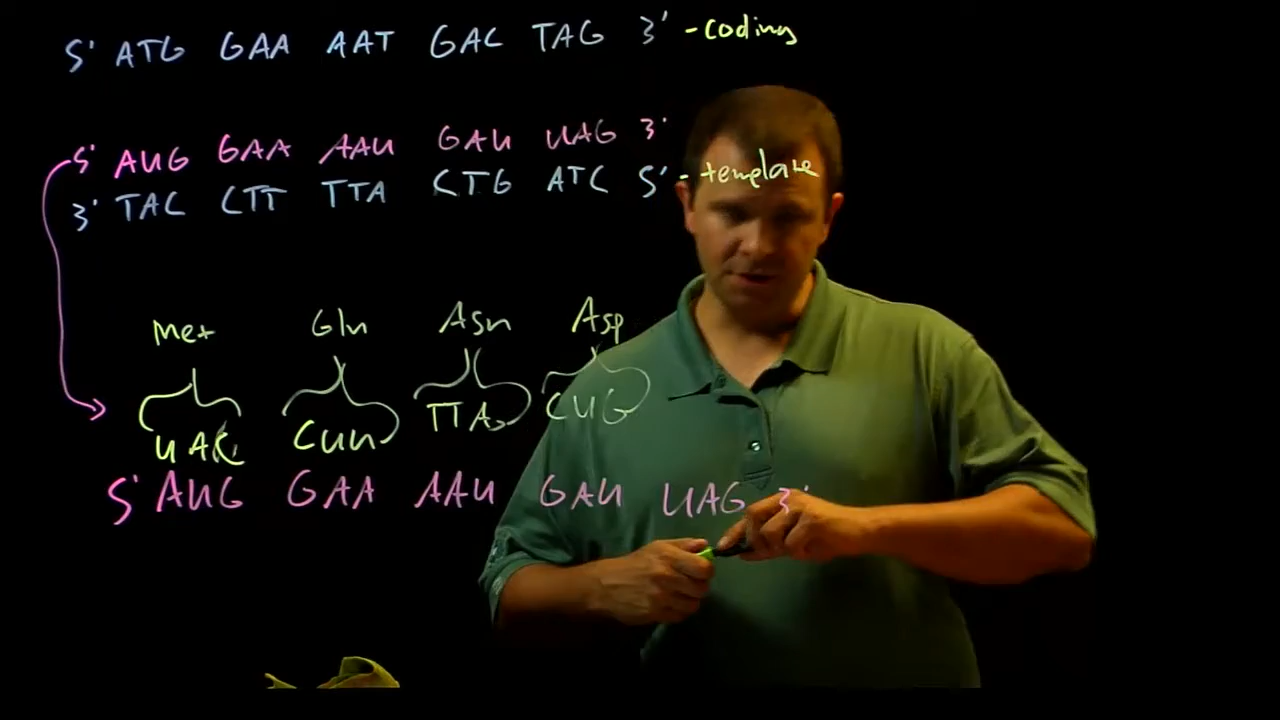 5' ATG GAA AAT GAC TAG 3' - coding
5' AUG GAA AAU GAU UAG 3'
3' TAC CTT TTA CTG ATC 5' - template
Met Gln Asn Asp
UAC CUU TTA CUG
5' AUG GAA AAU GAU UAG 3'